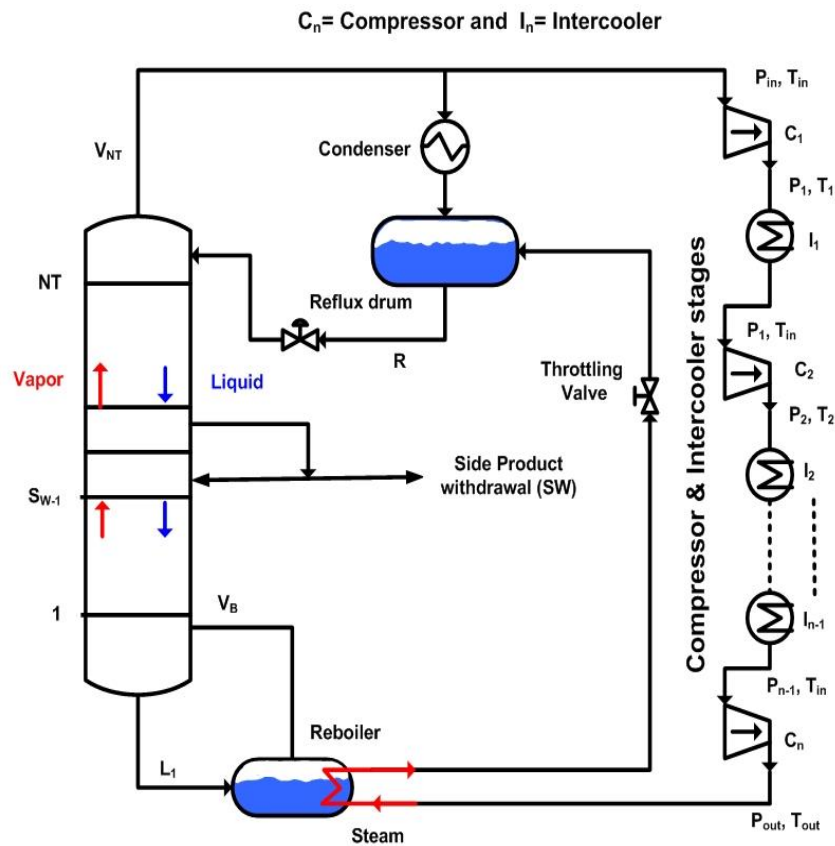 Cn= Compressor and In= Intercooler
Pin, Tin
C1
Condenser
VNT
P1, T1
I1
NT
Reflux drum
P1, Tin
R
Throttling
Valve
C2
Vapor
Liquid
P2, T2
Side Product
withdrawal (SW)
I2
SW-1
Compressor & Intercooler stages
1
VB
In-1
Pn-1, Tin
Reboiler
Cn
L1
Steam
Pout, Tout